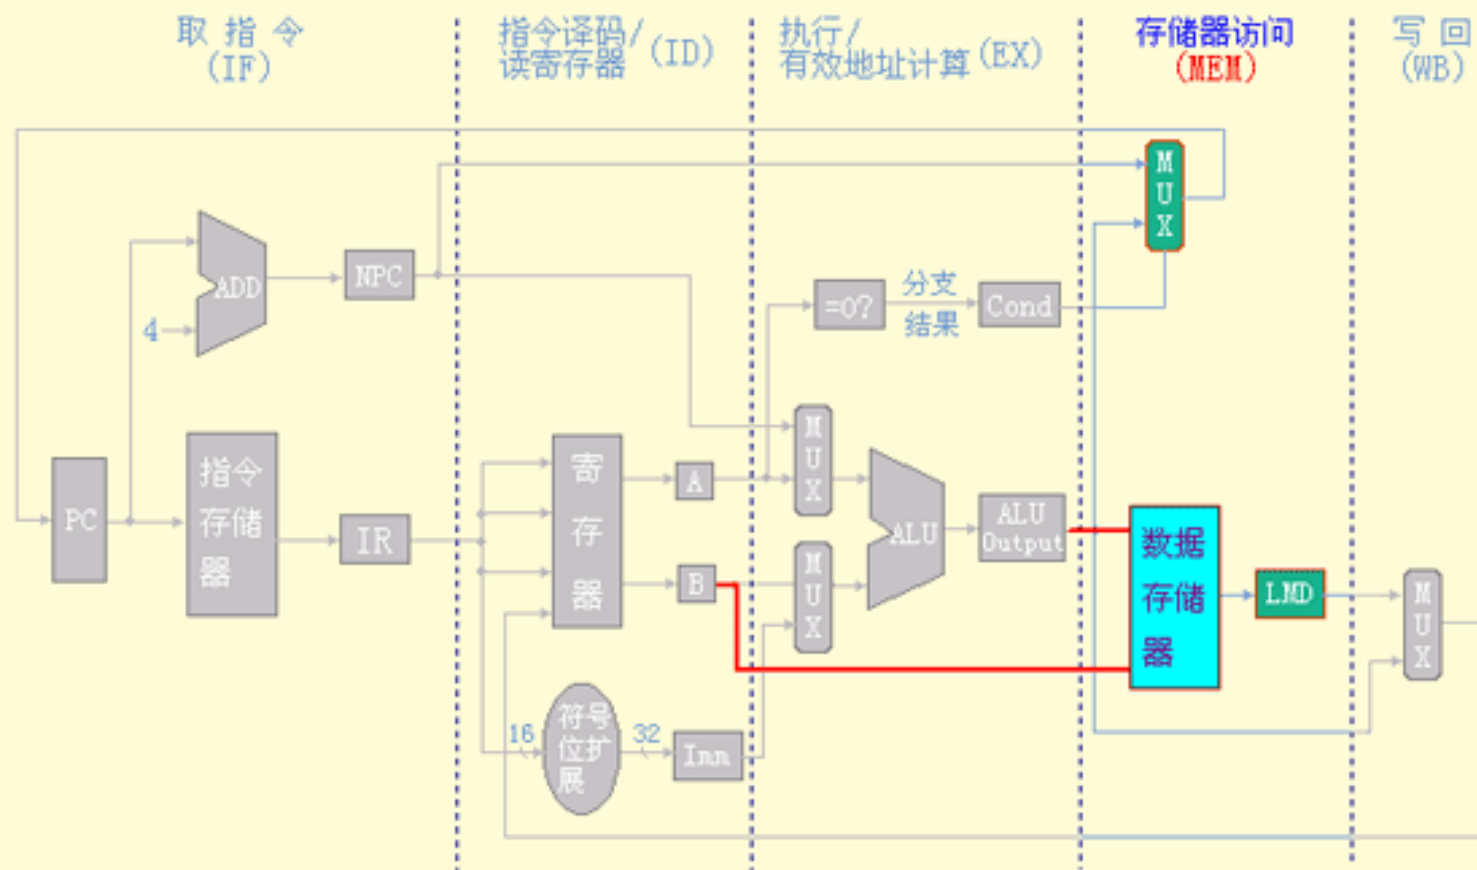 取 指 令
(IF)
指令译码/
读寄存器 (ID)
执行/
有效地址计算 (EX)
存储器访问
(MEM)
写 回
(WB)
M
U
X
ADD
NPC
4
=0?
分支
结果
Cond
PC
指令
存储
器
IR
寄
存
器
A
B
M
U
X
M
U
X
ALU
ALU
Output
数据
存储
器
LMD
M
U
X
16
符号
位扩
展
32
Imm